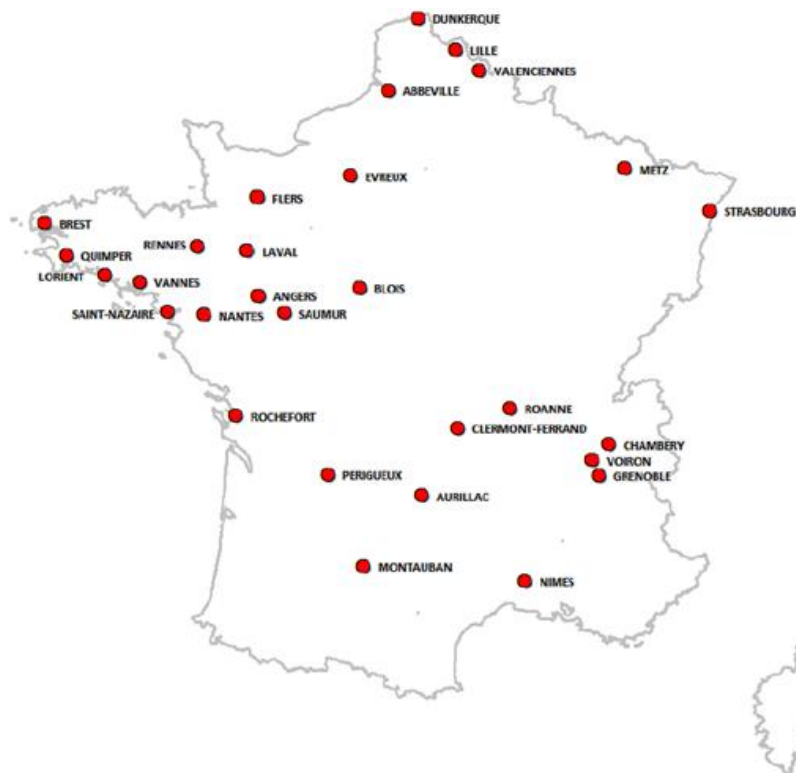 DUNKERQUE
LILLE
VALENCIENNES
ABBEVILLE
EVREUX
METZ
FLERS
STRASBOURG
BREST
RENNES
LAVAL
QUIMPER
LORIENT
VANNES
ANGERS
BLOIS
SAINT-NAZAIRE
NANTES
SAUMUR
ROCHEFORT
ROANNE
CLERMONT-FERRAND
CHAMBERY
VOIRON
GRENOBLE
PERIGUEUX
AURILLAC
MONTAUBAN
NIMES